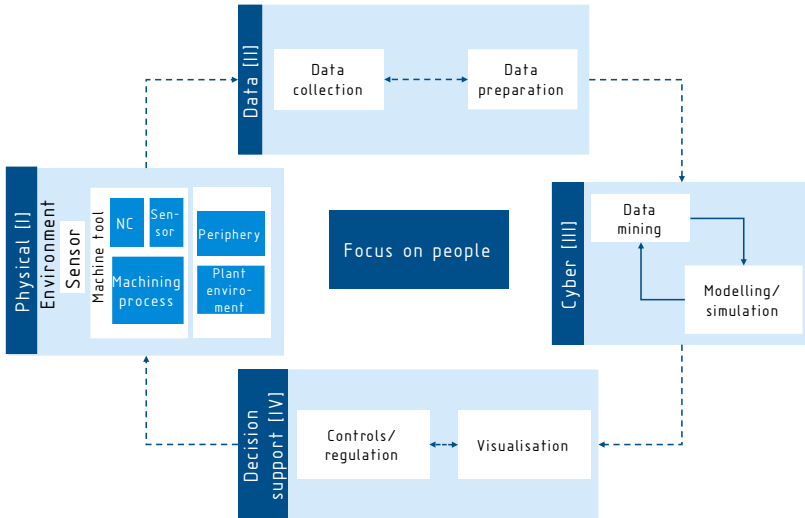 Data [II]
Data
collection
Data
preparation
Physical [I]
Environment
Sensor
Machine tool
NC
Sen-
sor
Machining
process
Periphery
Plant
enviro-
ment
Focus on people
Cyber [III]
Data
mining
Modelling/
simulation
Decision
support [IV]
Controls/
regulation
Visualisation